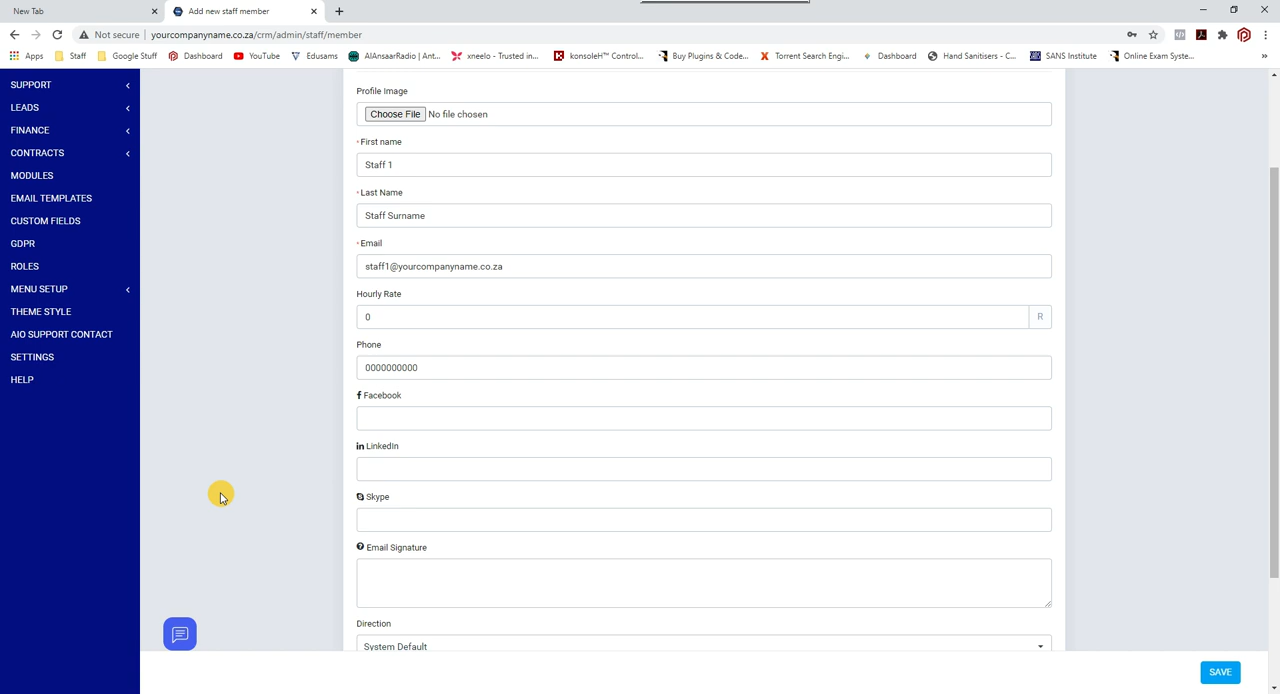 New Tab
Add new staff member
Not secure
yourcompanyname.co.za/crm/admin/staff/member
Apps
Staff
Google Stuff
Dashboard
YouTube
Edusams
AlAnsaarRadio | Ant...
xneelo - Trusted in...
konsoleH™ Control...
Buy Plugins & Code...
Torrent Search Engi...
Dashboard
Hand Sanitisers - C...
SANS Institute
Online Exam Syste...
SUPPORT
LEADS
FINANCE
CONTRACTS
MODULES
EMAIL TEMPLATES
CUSTOM FIELDS
GDPR
ROLES
MENU SETUP
THEME STYLE
AIO SUPPORT CONTACT
SETTINGS
HELP
Profile Image
Choose File No file chosen
* First name
Staff 1
* Last Name
Staff Surname
* Email
staff1@yourcompanyname.co.za
Hourly Rate
0
R
Phone
0000000000
Facebook
LinkedIn
Skype
Email Signature
Direction
System Default
SAVE